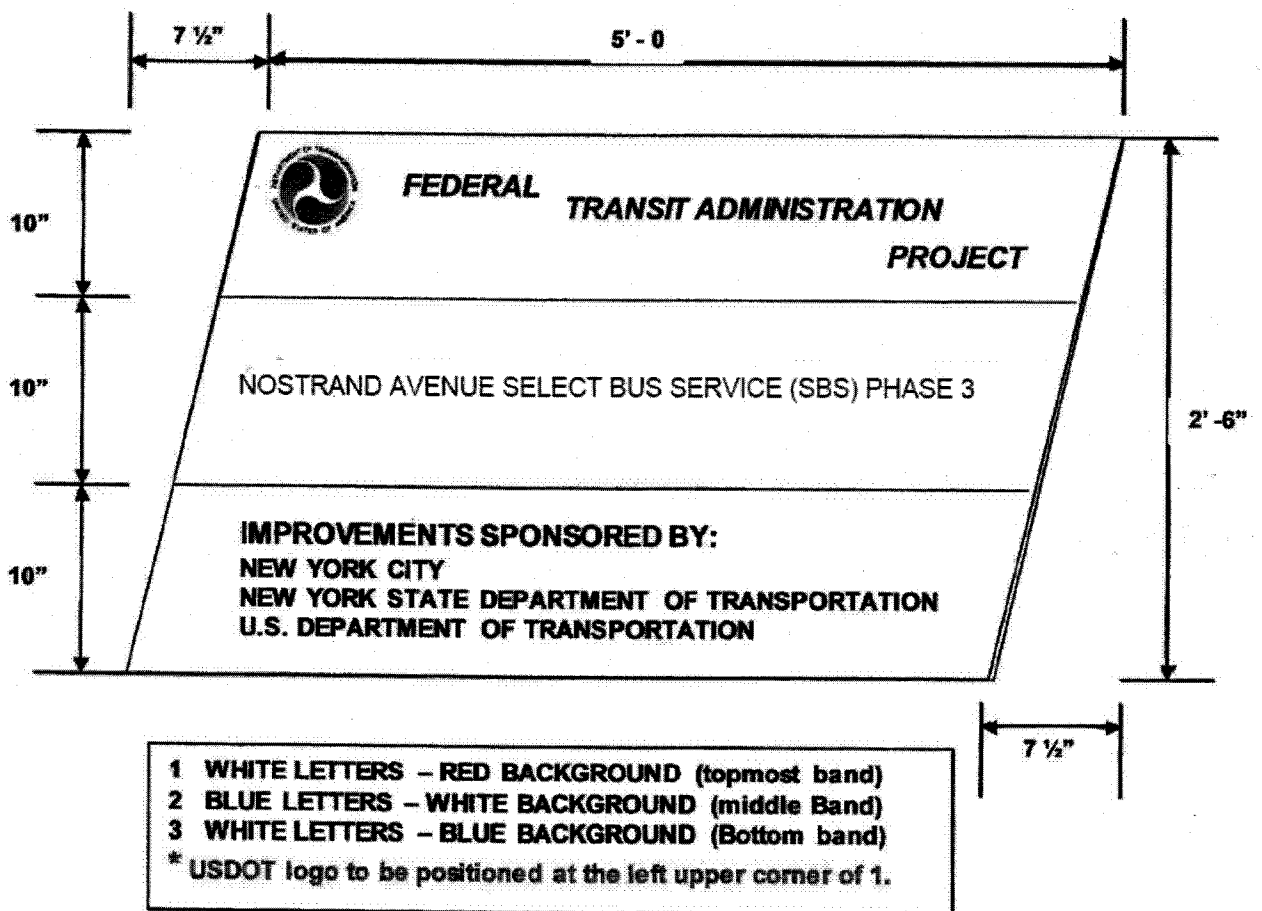 7 ½”
5' - 0
FEDERAL
TRANSIT ADMINISTRATION
PROJECT
10”
NOSTRAND AVENUE SELECT BUS SERVICE (SBS) PHASE 3
10”
2' -6”
IMPROVEMENTS SPONSORED BY:
NEW YORK CITY
10”
NEW YORK STATE DEPARTMENT OF TRANSPORTATION
U.S. DEPARTMENT OF TRANSPORTATION
7 ½”
1 WHITE LETTERS – RED BACKGROUND (topmost band)
2 BLUE LETTERS – WHITE BACKGROUND (middle Band)
3 WHITE LETTERS – BLUE BACKGROUND (Bottom band)
* USDOT logo to be positioned at the left upper corner of 1.